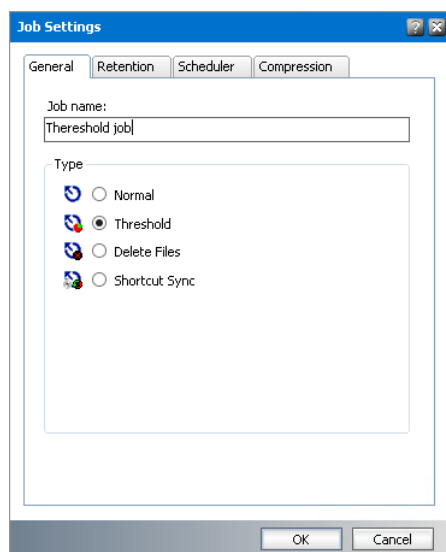 Job Settings
General Retention Scheduler Compression
Job name:
Thereshold job
Type
Normal
Threshold
Delete Files
Shortcut Sync
OK Cancel